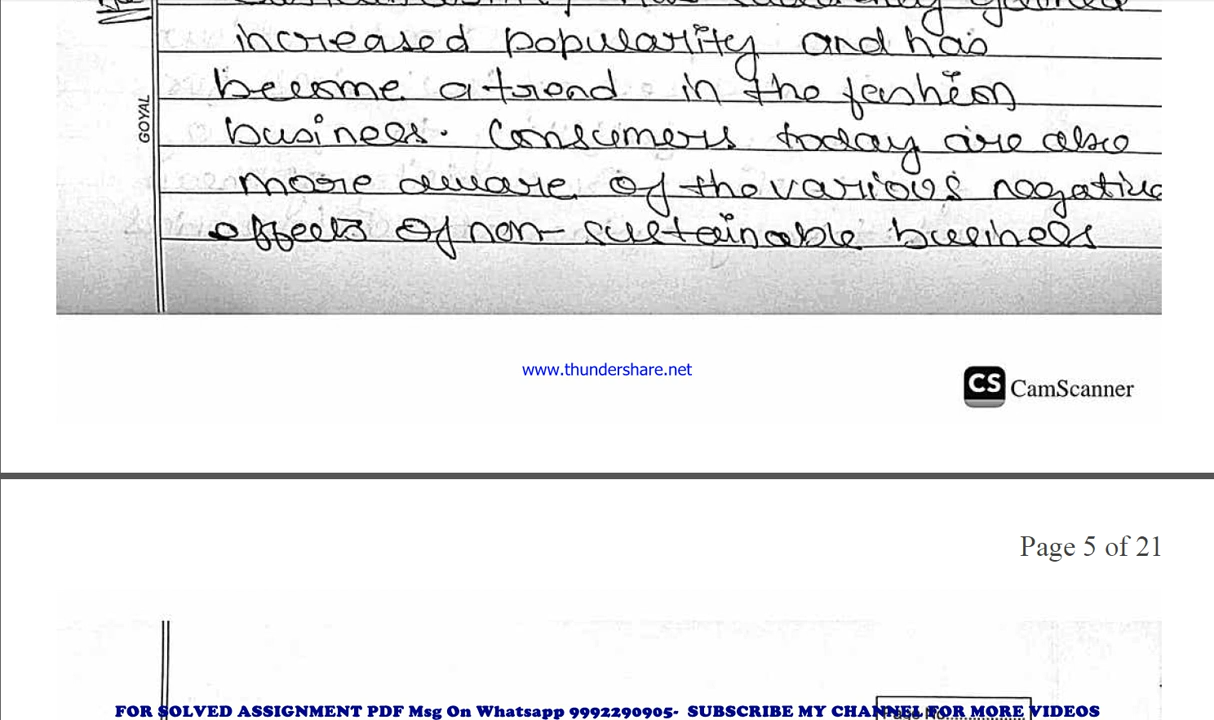 increased popularity and has
become a trend in the fashion
business. Consumers today are also
more aware of the various negative
effects of non-sustainable business
GOYAL
www.thundershare.net
CS CamScanner
Page 5 of 21
FOR SOLVED ASSIGNMENT PDF Msg On Whatsapp 9992290905- SUBSCRIBE MY CHANNEL FOR MORE VIDEOS